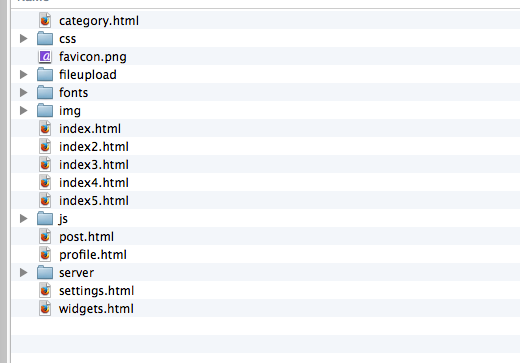 category.html
css
favicon.png
fileupload
fonts
img
index.html
index2.html
index3.html
index4.html
index5.html
js
post.html
profile.html
server
settings.html
widgets.html